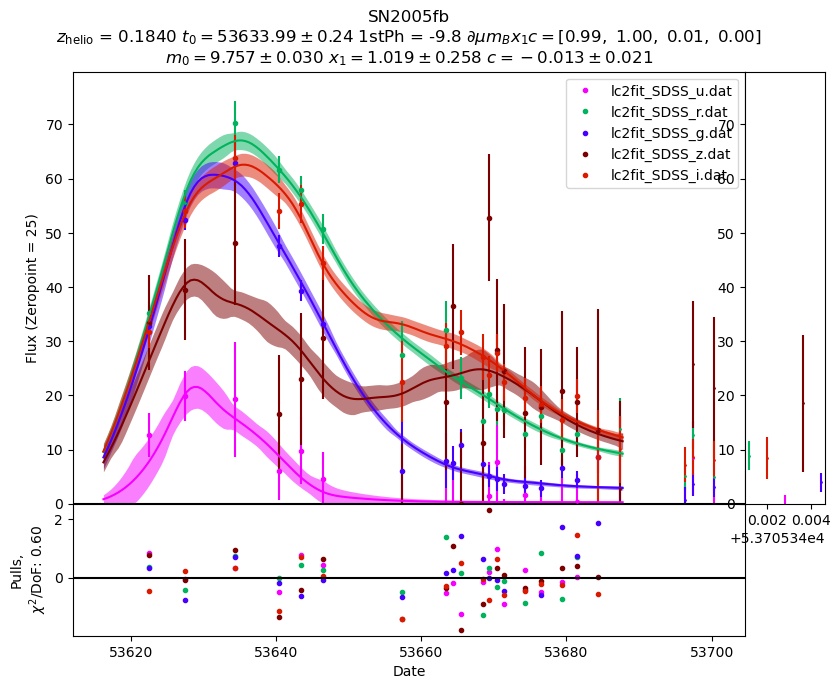 SN2005fb
z_helio = 0.1840 t_0 = 53633.99 ± 0.24 1stPh = -9.8 ∂μm_Bx_1c = [0.99, 1.00, 0.01, 0.00]
m_0 = 9.757 ± 0.030 x_1 = 1.019 ± 0.258 c = −0.013 ± 0.021
lc2fit_SDSS_u.dat
lc2fit_SDSS_r.dat
lc2fit_SDSS_g.dat
lc2fit_SDSS_z.dat
lc2fit_SDSS_i.dat
Flux (Zeropoint = 25)
70
60
50
40
30
20
10
0
70
60
50
40
30
20
10
0
0.002 0.004
+5.370534e4
Pulls,
χ²/DoF: 0.60
2
0
53620 53640 53660 53680 53700
Date